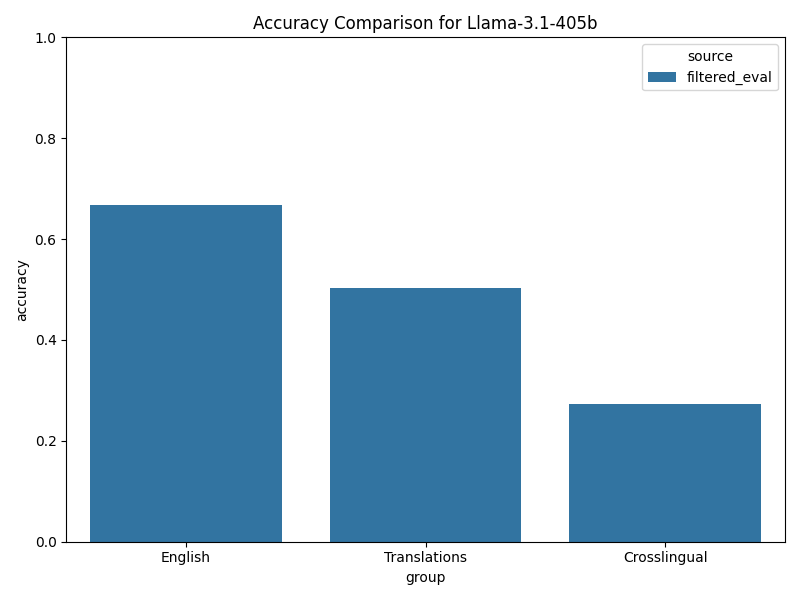 Accuracy Comparison for Llama-3.1-405b
source
filtered_eval
accuracy
1.0
0.8
0.6
0.4
0.2
0.0
English
Translations
Crosslingual
group